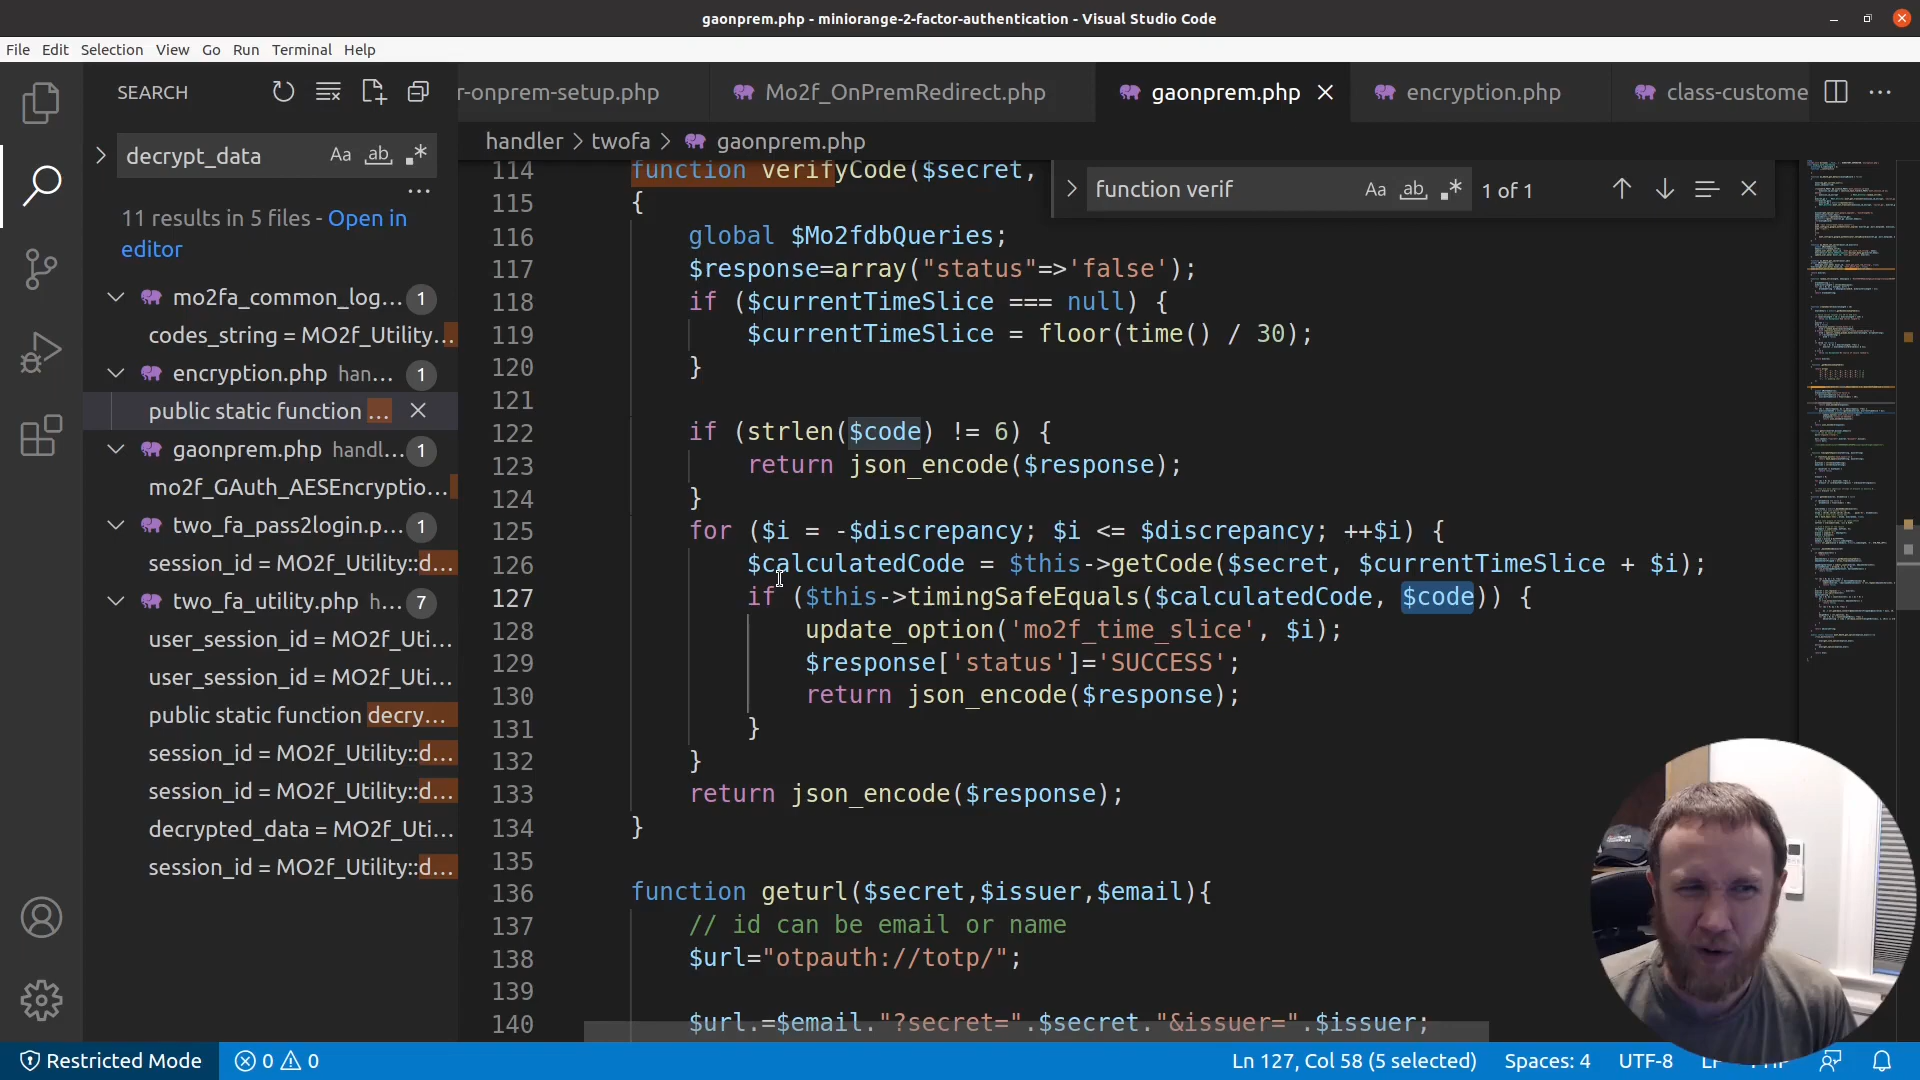 gaonprem.php - miniorange-2-factor-authentication - Visual Studio Code
File Edit Selection View Go Run Terminal Help
SEARCH
r-onprem-setup.php Mo2f_OnPremRedirect.php gaonprem.php encryption.php class-custome
decrypt_data Aa ab
handler > twofa > gaonprem.php
11 results in 5 files - Open in
editor
function verif Aa ab 1 of 1
mo2fa_common_log... 1
codes_string = MO2f_Utility...
encryption.php han... 1
public static function ...
gaonprem.php handl... 1
mo2f_GAuth_AESEncryptio...
two_fa_pass2login.p... 1
session_id = MO2f_Utility::d...
two_fa_utility.php h... 7
user_session_id = MO2f_Uti...
user_session_id = MO2f_Uti...
public static function decry...
session_id = MO2f_Utility::d...
session_id = MO2f_Utility::d...
decrypted_data = MO2f_Uti...
session_id = MO2f_Utility::d...
114 function verifyCode($secret,
115 {
116 global $Mo2fdbQueries;
117 $response=array("status"=>'false');
118 if ($currentTimeSlice === null) {
119 $currentTimeSlice = floor(time() / 30);
120 }
121
122 if (strlen($code) != 6) {
123 return json_encode($response);
124 }
125 for ($i = -$discrepancy; $i <= $discrepancy; ++$i) {
126 $calculatedCode = $this->getCode($secret, $currentTimeSlice + $i);
127 if ($this->timingSafeEquals($calculatedCode, $code)) {
128 update_option('mo2f_time_slice', $i);
129 $response['status']='SUCCESS';
130 return json_encode($response);
131 }
132 }
133 return json_encode($response);
134 }
135
136 function geturl($secret,$issuer,$email){
137 // id can be email or name
138 $url="otpauth://totp/";
139
140 $url.=$email."?secret=".$secret."&issuer=".$issuer;
Restricted Mode 0 0 Ln 127, Col 58 (5 selected) Spaces: 4 UTF-8